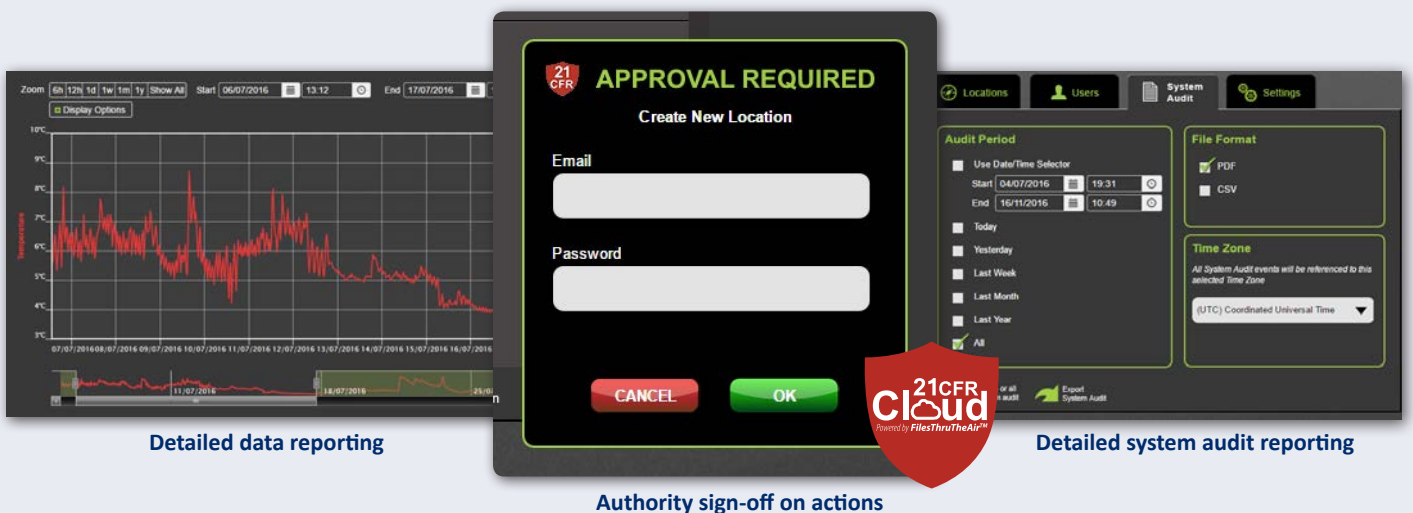 Zoom 6h 12h 1d 1w 1m 1y Show All Start 06/07/2016 13:12 End 17/07/2016
Display Options
10°C
9°C
8°C
7°C
6°C
5°C
4°C
3°C
Temperature
07/07/2016 08/07/2016 09/07/2016 10/07/2016 11/07/2016 12/07/2016 13/07/2016 14/07/2016 15/07/2016 16/07/2016
11/07/2016 18/07/2016 25/0
Detailed data reporting
21
CFR
APPROVAL REQUIRED
Create New Location
Email
Password
CANCEL OK
Authority sign-off on actions
Locations Users System
Audit Settings
Audit Period
Use Date/Time Selector
Start 04/07/2016 19:31
End 16/11/2016 10:49
Today
Yesterday
Last Week
Last Month
Last Year
All
File Format
PDF
CSV
Time Zone
All System Audit events will be referenced to this
selected Time Zone
(UTC) Coordinated Universal Time
or all
audit
Export
System Audit
21CFR
Cloud
Powered by FilesThruTheAir™
Detailed system audit reporting